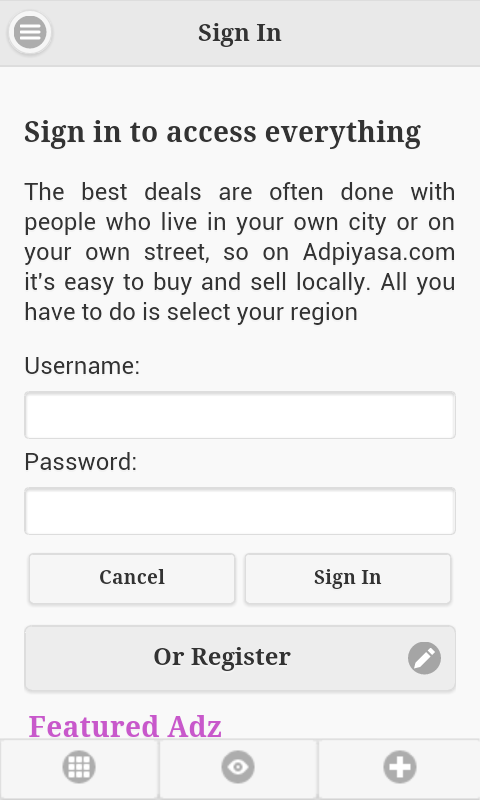 Sign In
Sign in to access everything
The best deals are often done with
people who live in your own city or on
your own street, so on Adpiyasa.com
it's easy to buy and sell locally. All you
have to do is select your region
Username:
Password:
Cancel
Sign In
Or Register
Featured Adz